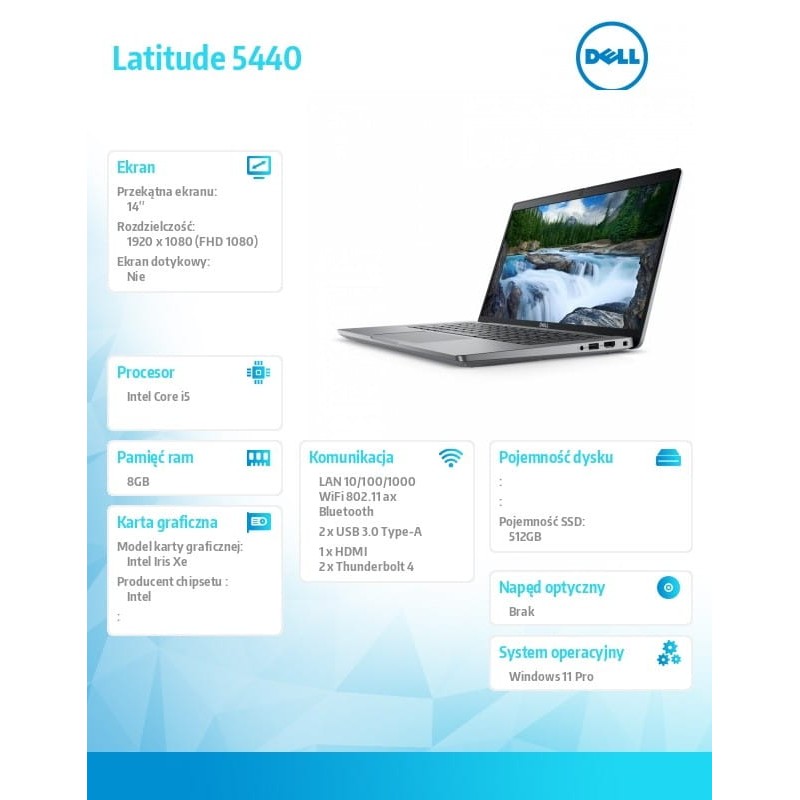 Latitude 5440
DELL
Ekran
Przekątna ekranu:
14''
Rozdzielczość:
1920 x 1080 (FHD 1080)
Ekran dotykowy:
Nie
DELL
Procesor
Intel Core i5
Pamięć ram
8GB
Karta graficzna
Model karty graficznej:
Intel Iris Xe
Producent chipsetu :
Intel
:
Komunikacja
LAN 10/100/1000
WiFi 802.11 ax
Bluetooth
2 x USB 3.0 Type-A
1 x HDMI
2 x Thunderbolt 4
Pojemność dysku
:
:
Pojemność SSD:
512GB
Napęd optyczny
Brak
System operacyjny
Windows 11 Pro